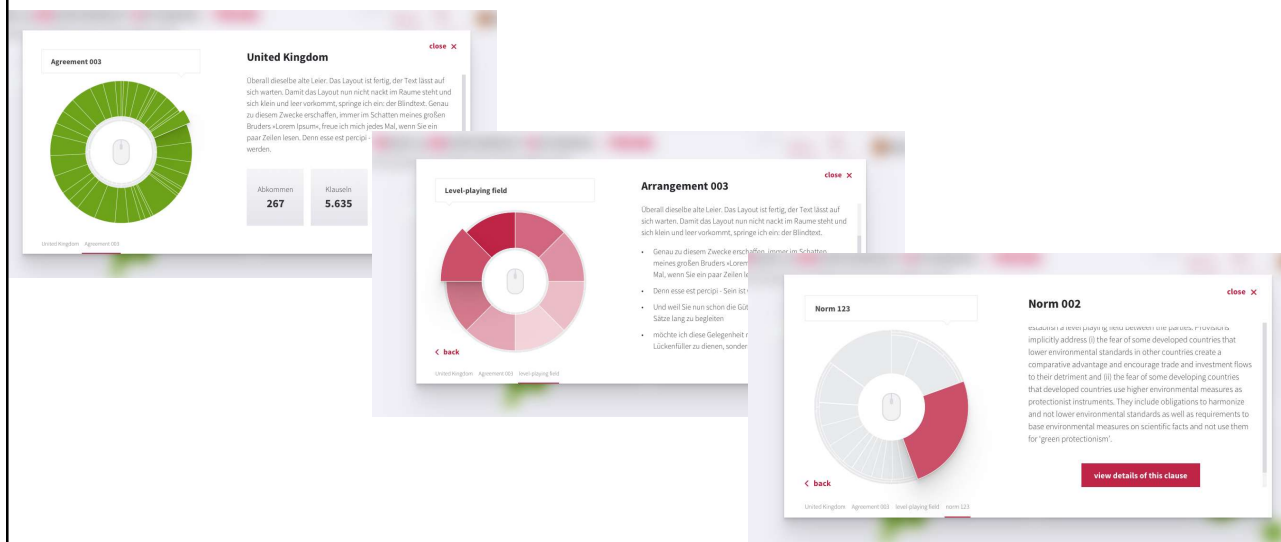 close ×
Agreement 003
United Kingdom
Überall dieselbe alte Leier. Das Layout ist fertig, der Text lässt auf
sich warten. Damit das Layout nun nicht nackt im Raume steht und
sich klein und leer vorkommt, springe ich ein: der Blindtext. Genau
zu diesem Zwecke erschaffen, immer im Schatten meines großen
Bruders »Lorem Ipsum«, freue ich mich jedes Mal, wenn Sie ein
paar Zeilen lesen. Denn esse est percipi -
werden.
Abkommen
267
Klauseln
5.635
United Kingdom Agreement 003
close ×
Level-playing field
Arrangement 003
Überall dieselbe alte Leier. Das Layout ist fertig, der Text lässt auf
sich warten. Damit das Layout nun nicht nackt im Raume steht und
sich klein und leer vorkommt, springe ich ein: der Blindtext.
• Genau zu diesem Zwecke erschaffen, immer im Schatten
meines großen Bruders »Lorem
Mal, wenn Sie ein paar Zeilen
• Denn esse est percipi - Sein ist
• Und weil Sie nun schon die
Sätze lang zu begleiten
• möchte ich diese Gelegenheit
Lückenfüller zu dienen,
< back
United Kingdom Agreement 003 level-playing field
close ×
Norm 123
Norm 002
establish a level playing field between the parties. Provisions
implicitly address (i) the fear of some developed countries that
lower environmental standards in other countries create a
comparative advantage and encourage trade and investment flows
to their detriment and (ii) the fear of some developing countries
that developed countries use higher environmental measures as
protectionist instruments. They include obligations to harmonize
and not lower environmental standards as well as requirements to
base environmental measures on scientific facts and not use them
for 'green protectionism'.
view details of this clause
< back
United Kingdom Agreement 003 level-playing field norm 123